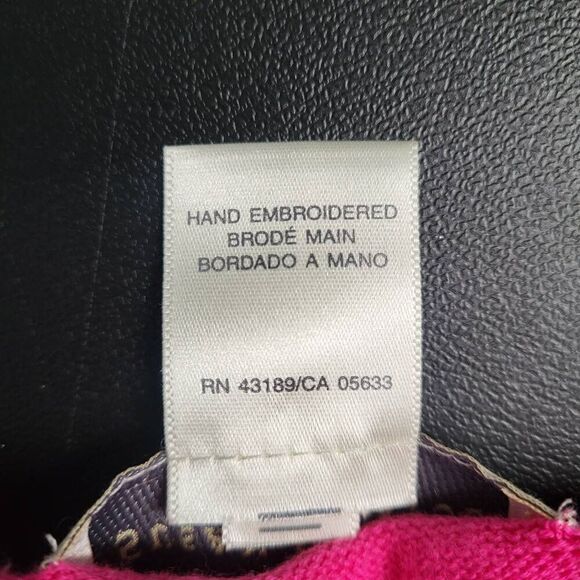 HAND EMBROIDERED
BRODÉ MAIN
BORDADO A MANO
RN 43189/CA 05633